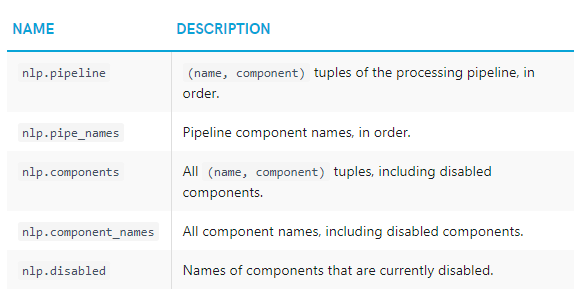 NAME DESCRIPTION
nlp.pipeline (name, component) tuples of the processing pipeline, in
order.
nlp.pipe_names Pipeline component names, in order.
nlp.components All (name, component) tuples, including disabled
components.
nlp.component_names All component names, including disabled components.
nlp.disabled Names of components that are currently disabled.